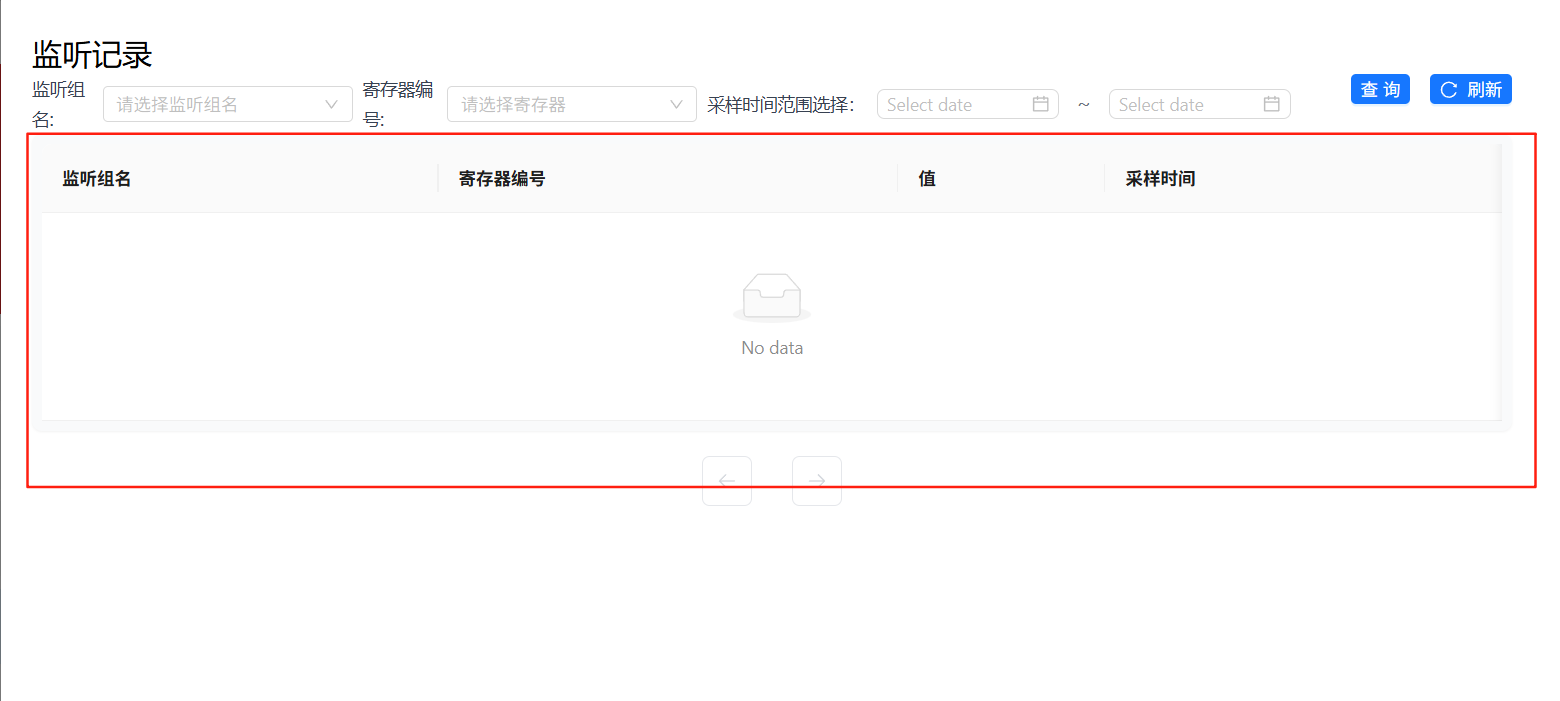 监听记录
监听组名: 请选择监听组名 寄存器编号: 请选择寄存器 采样时间范围选择： Select date ~ Select date 查 询 刷新
监听组名 寄存器编号 值 采样时间
No data